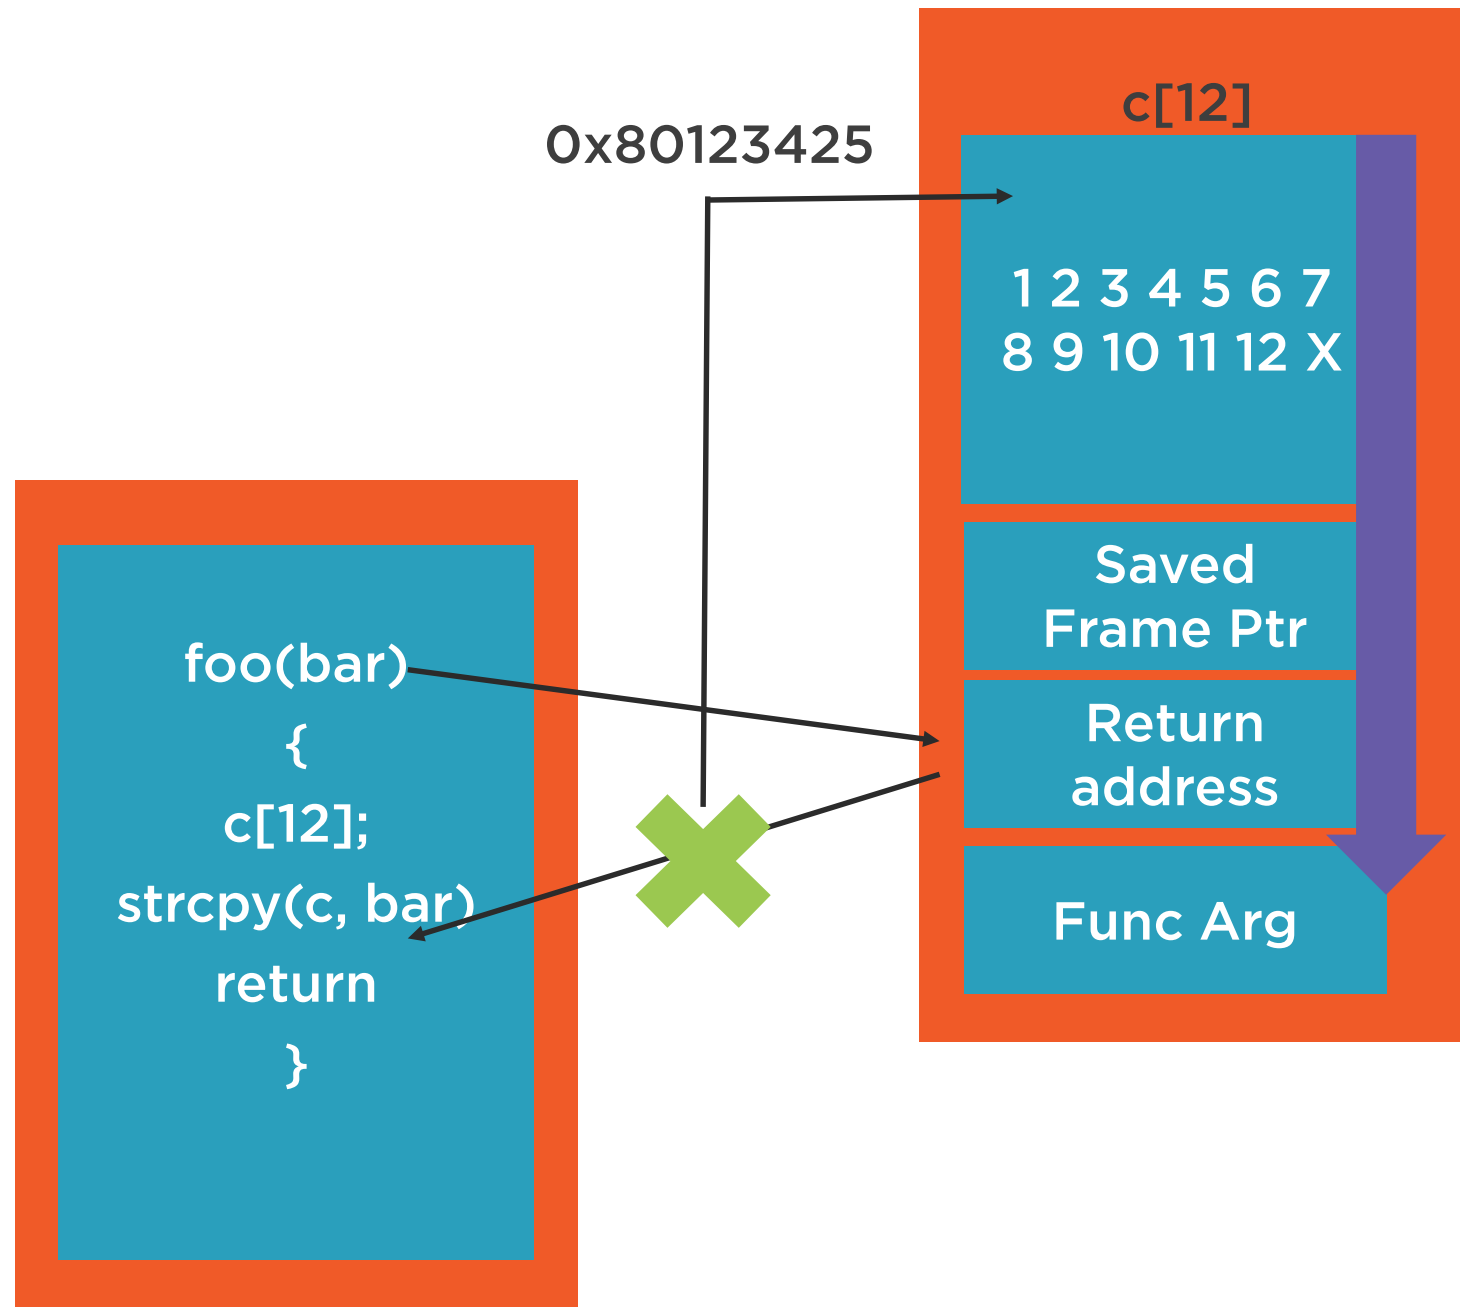 0x80123425
c[12]
1 2 3 4 5 6 7
8 9 10 11 12 X
Saved
Frame Ptr
Return
address
Func Arg
foo(bar)
{
c[12];
strcpy(c, bar)
return
}